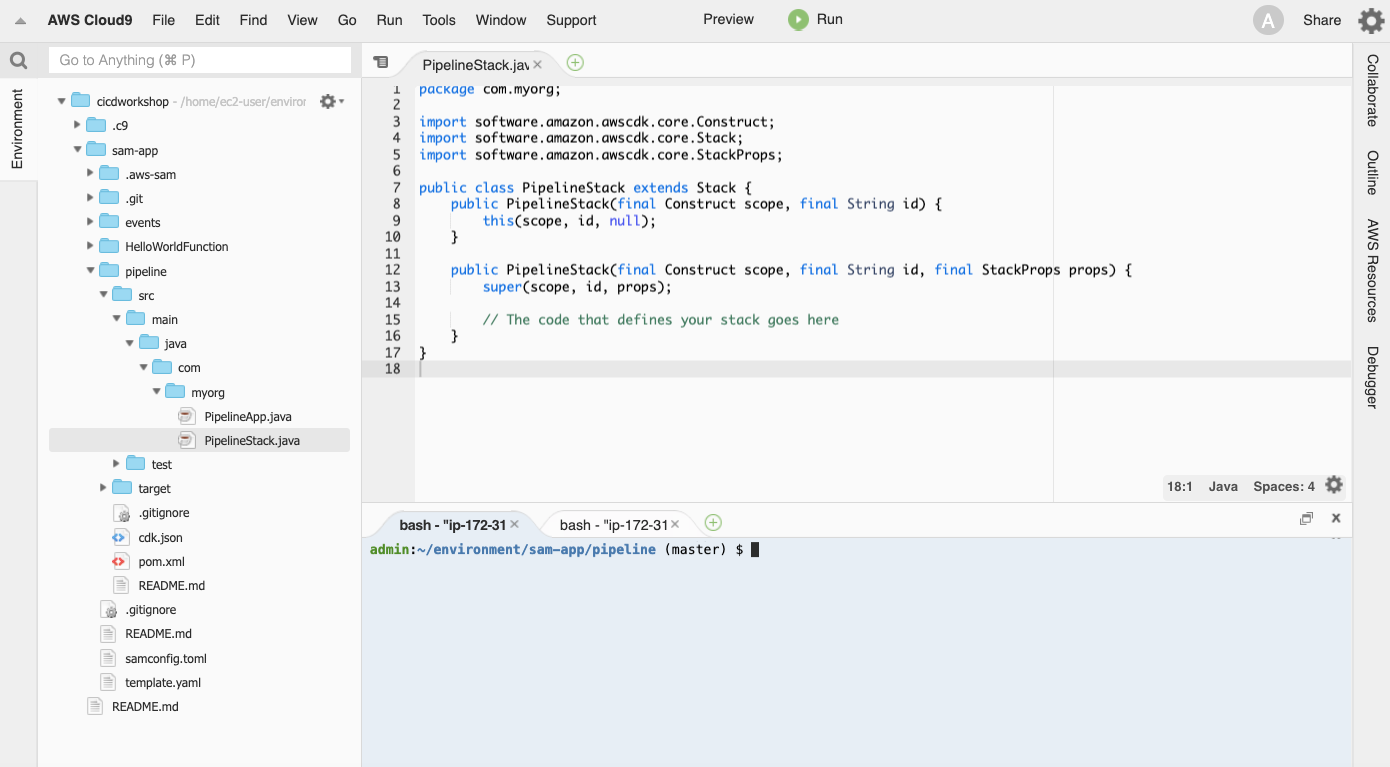 AWS Cloud9 File Edit Find View Go Run Tools Window Support Preview Run A Share
Go to Anything (⌘ P)
Environment
cicdworkshop - /home/ec2-user/enviror
.c9
sam-app
.aws-sam
.git
events
HelloWorldFunction
pipeline
src
main
java
com
myorg
PipelineApp.java
PipelineStack.java
test
target
.gitignore
cdk.json
pom.xml
README.md
.gitignore
README.md
samconfig.toml
template.yaml
README.md
PipelineStack.jav
1 package com.myorg;
2
3 import software.amazon.awscdk.core.Construct;
4 import software.amazon.awscdk.core.Stack;
5 import software.amazon.awscdk.core.StackProps;
6
7 public class PipelineStack extends Stack {
8 public PipelineStack(final Construct scope, final String id) {
9 this(scope, id, null);
10 }
11
12 public PipelineStack(final Construct scope, final String id, final StackProps props) {
13 super(scope, id, props);
14
15 // The code that defines your stack goes here
16 }
17 }
18
18:1 Java Spaces: 4
bash - "ip-172-31 bash - "ip-172-31
admin:~/environment/sam-app/pipeline (master) $
Collaborate
Outline
AWS Resources
Debugger